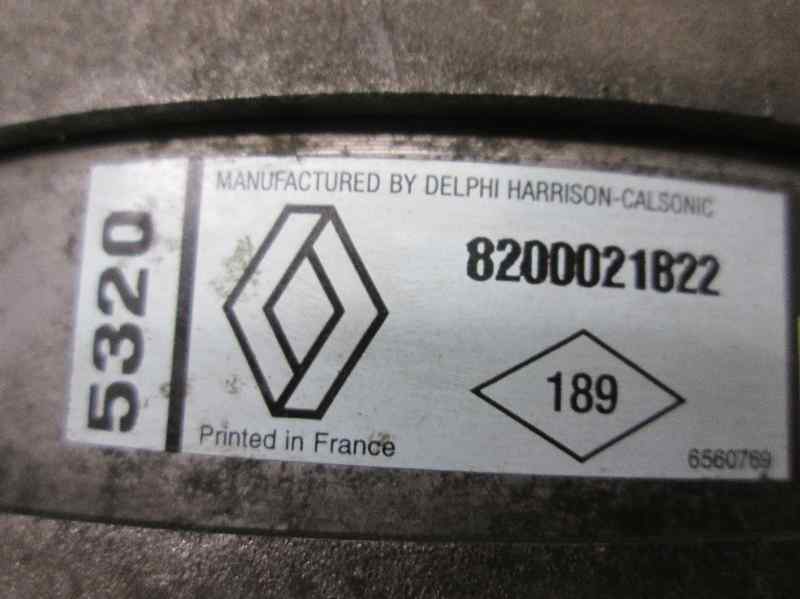 5320
MANUFACTURED BY DELPHI HARRISON-CALSONIC
8200021822
189
Printed in France
6560769